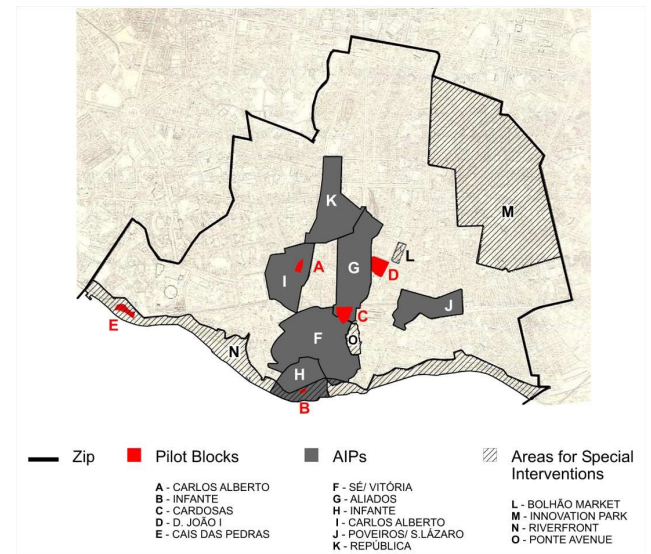 K
M
L
A
G
I
D
J
E
C
F
O
N
H
B
Zip
Pilot Blocks
A - CARLOS ALBERTO
B - INFANTE
C - CARDOSAS
D - D. JOÃO I
E - CAIS DAS PEDRAS
AIPs
F - SÉ/ VITÓRIA
G - ALIADOS
H - INFANTE
I - CARLOS ALBERTO
J - POVEIROS/ S.LÁZARO
K - REPÚBLICA
Areas for Special
Interventions
L - BOLHÃO MARKET
M - INNOVATION PARK
N - RIVERFRONT
O - PONTE AVENUE